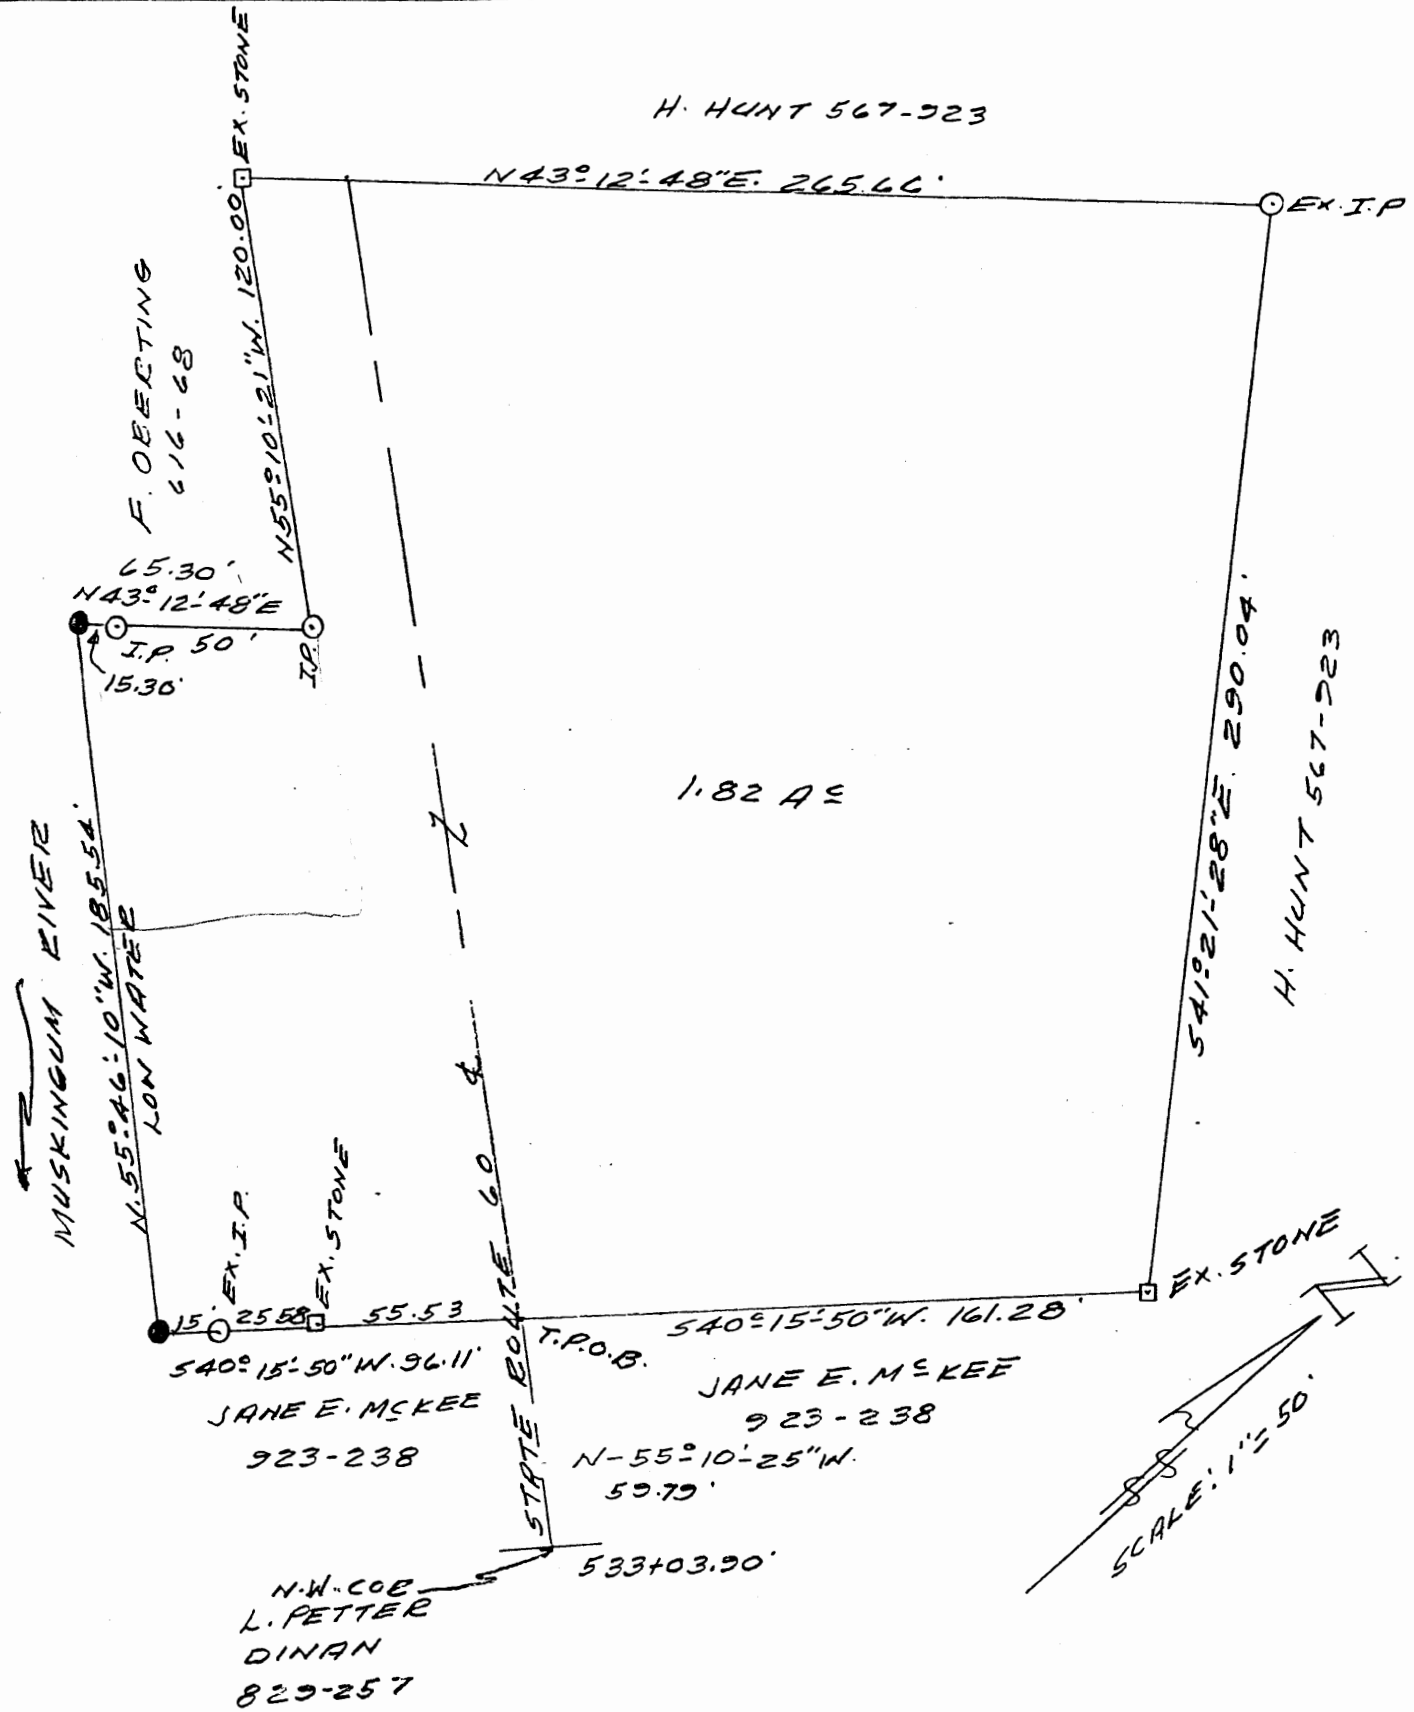 EX. STONE
H. HUNT 567-923
N43° 12'-48"E. 265.66'
EX. I.P
N55°-10'-21"W. 120.00'
F. OBERTING
616-68
65.30'
N43°-12'-48"E
I.P. 50'
I.P.
15.30'
541°-21'-28"E. 290.04'
H. HUNT 567-923
1.82 Ac
MUSKINGUM RIVER
N.55°-46'-10"W. 185.54'
LOW WATER
EX. I.P.
EX. STONE
STATE ROUTE 60
EX. STONE
15' 25.58 55.53
T.P.O.B.
S40°-15'-50"W. 161.28'
S40°-15'-50"W. 96.11'
JANE E. McKEE
923-238
JANE E. McKEE
923-238
N-55°-10'-25"W.
59.79'
533+03.90'
N.W. COR
L. PETTER
DINAN
829-257
N
SCALE: 1"= 50'